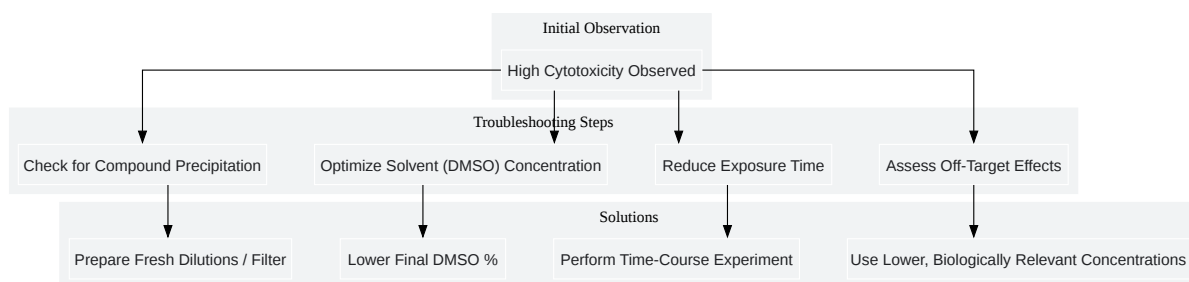 Initial Observation
High Cytotoxicity Observed
Troubleshooting Steps
Check for Compound Precipitation
Optimize Solvent (DMSO) Concentration
Reduce Exposure Time
Assess Off-Target Effects
Solutions
Prepare Fresh Dilutions / Filter
Lower Final DMSO %
Perform Time-Course Experiment
Use Lower, Biologically Relevant Concentrations